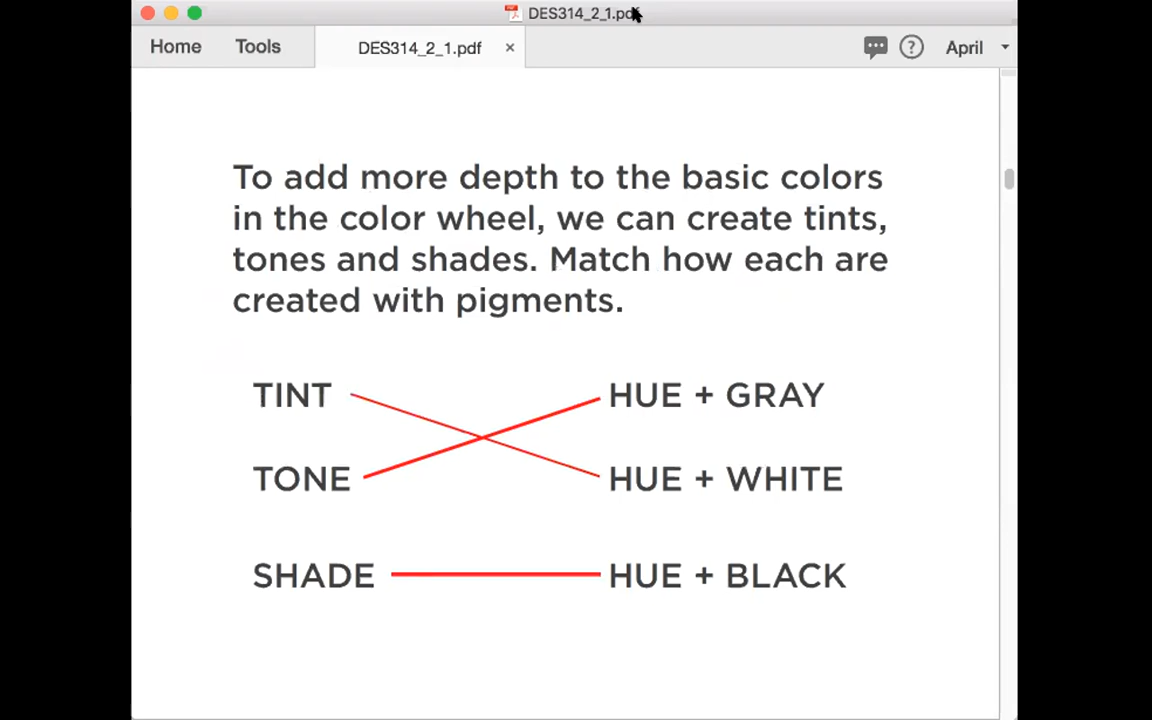 DES314_2_1.pdf
Home Tools DES314_2_1.pdf × ? April
To add more depth to the basic colors
in the color wheel, we can create tints,
tones and shades. Match how each are
created with pigments.
TINT HUE + GRAY
TONE HUE + WHITE
SHADE HUE + BLACK